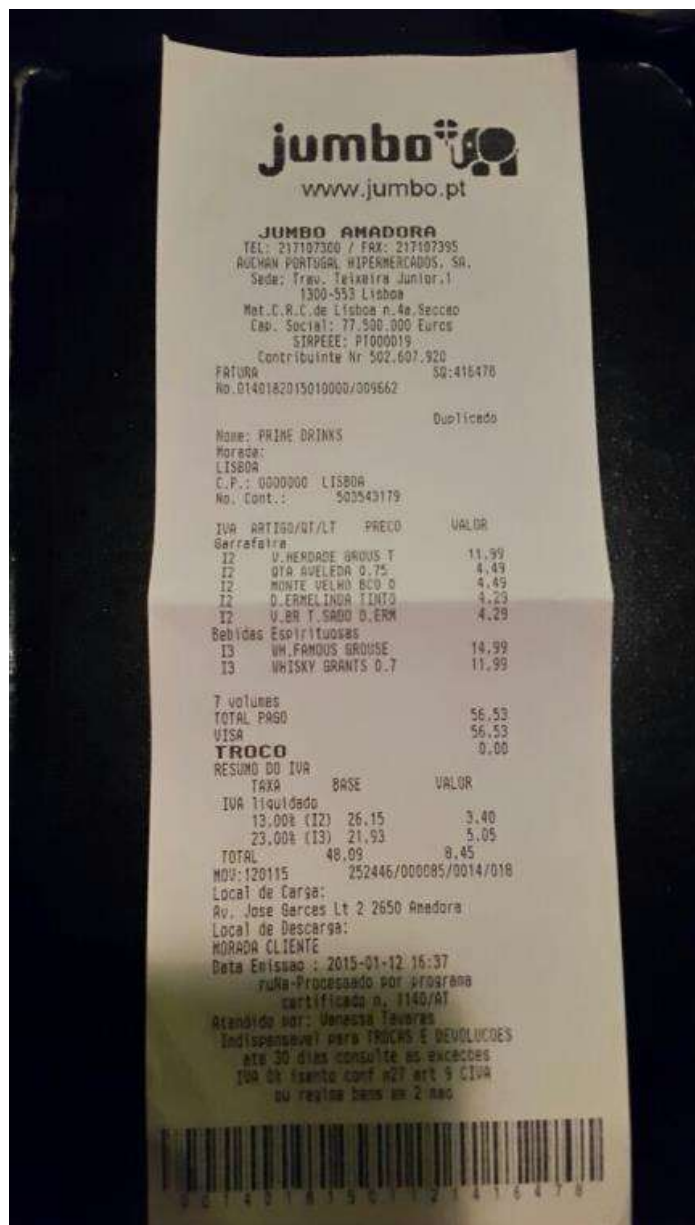 jumbo
www.jumbo.pt
JUMBO AMADORA
TEL: 217107300 / FAX: 217107395
AUCHAN PORTUGAL HIPERMERCADOS, SA.
Sede: Trav. Teixeira Junior,1
1300-553 Lisboa
Mat.C.R.C.de Lisboa n.4a.Seccao
Cap. Social: 77.500.000 Euros
SIRPEEE: PT000019
Contribuinte Nr 502.607.920
FATURA SQ:416478
No.0140182015010000/009662
Duplicado
Nome: PRIME DRINKS
Morada:
LISBOA
C.P.: 0000000 LISBOA
No. Cont.: 503543179
IVA ARTIGO/QT/LT PRECO VALOR
Garrafeira
I2 V.HERDADE GROUS T 11,99
I2 QTA AVELEDA 0.75 4.49
I2 MONTE VELHO BCO 0 4.49
I2 D.ERMELINDA TINTO 4.29
I2 V.BR T.SADO D.ERM 4.29
Bebidas Espirituosas
I3 WH.FAMOUS GROUSE 14,99
I3 WHISKY GRANTS 0.7 11,99
7 volumes
TOTAL PAGO 56,53
VISA 56,53
TROCO 0.00
RESUMO DO IVA
TAXA BASE VALOR
IVA liquidado
13,00% (I2) 26,15 3,40
23,00% (I3) 21,93 5.05
TOTAL 48,09 8,45
MOV:120115 252446/000085/0014/018
Local de Carga:
Av. Jose Garces Lt 2 2650 Amadora
Local de Descarga:
MORADA CLIENTE
Data Emissao : 2015-01-12 16:37
ruNa-Processado por programa
certificado n. 1140/AT
Atendido por: Vanessa Tavares
Indispensavel para TROCAS E DEVOLUCOES
ate 30 dias consulte as excecoes
IVA 0% isento conf n27 art 9 CIVA
ou regime bens em 2 mao